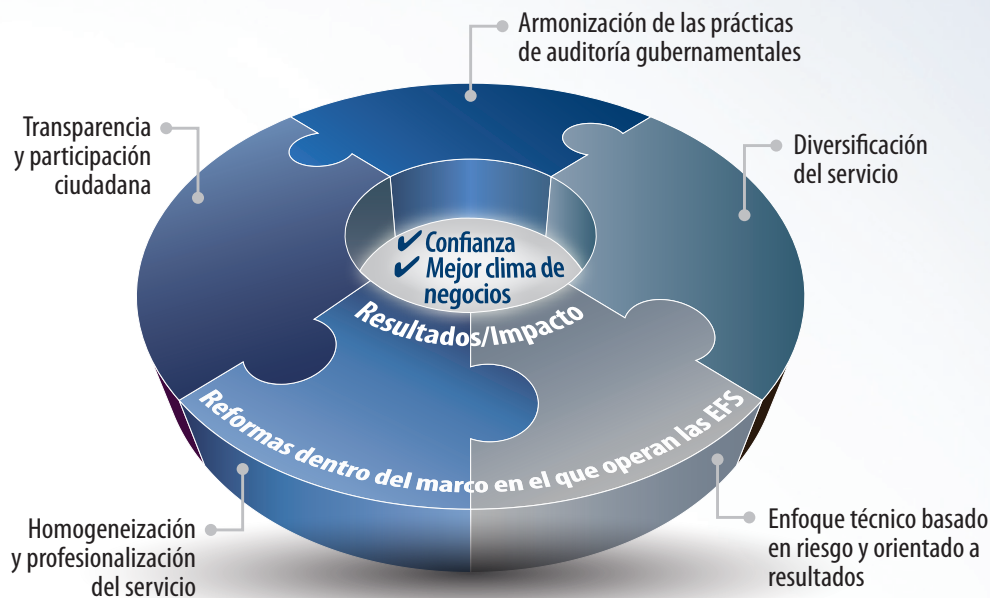 Armonización de las prácticas
de auditoría gubernamentales
Transparencia
y participación
ciudadana
Diversificación
del servicio
✔ Confianza
✔ Mejor clima de
negocios
Resultados/Impacto
Reformas dentro del marco en el que operan las EFS
Homogeneización
y profesionalización
del servicio
Enfoque técnico basado
en riesgo y orientado a
resultados